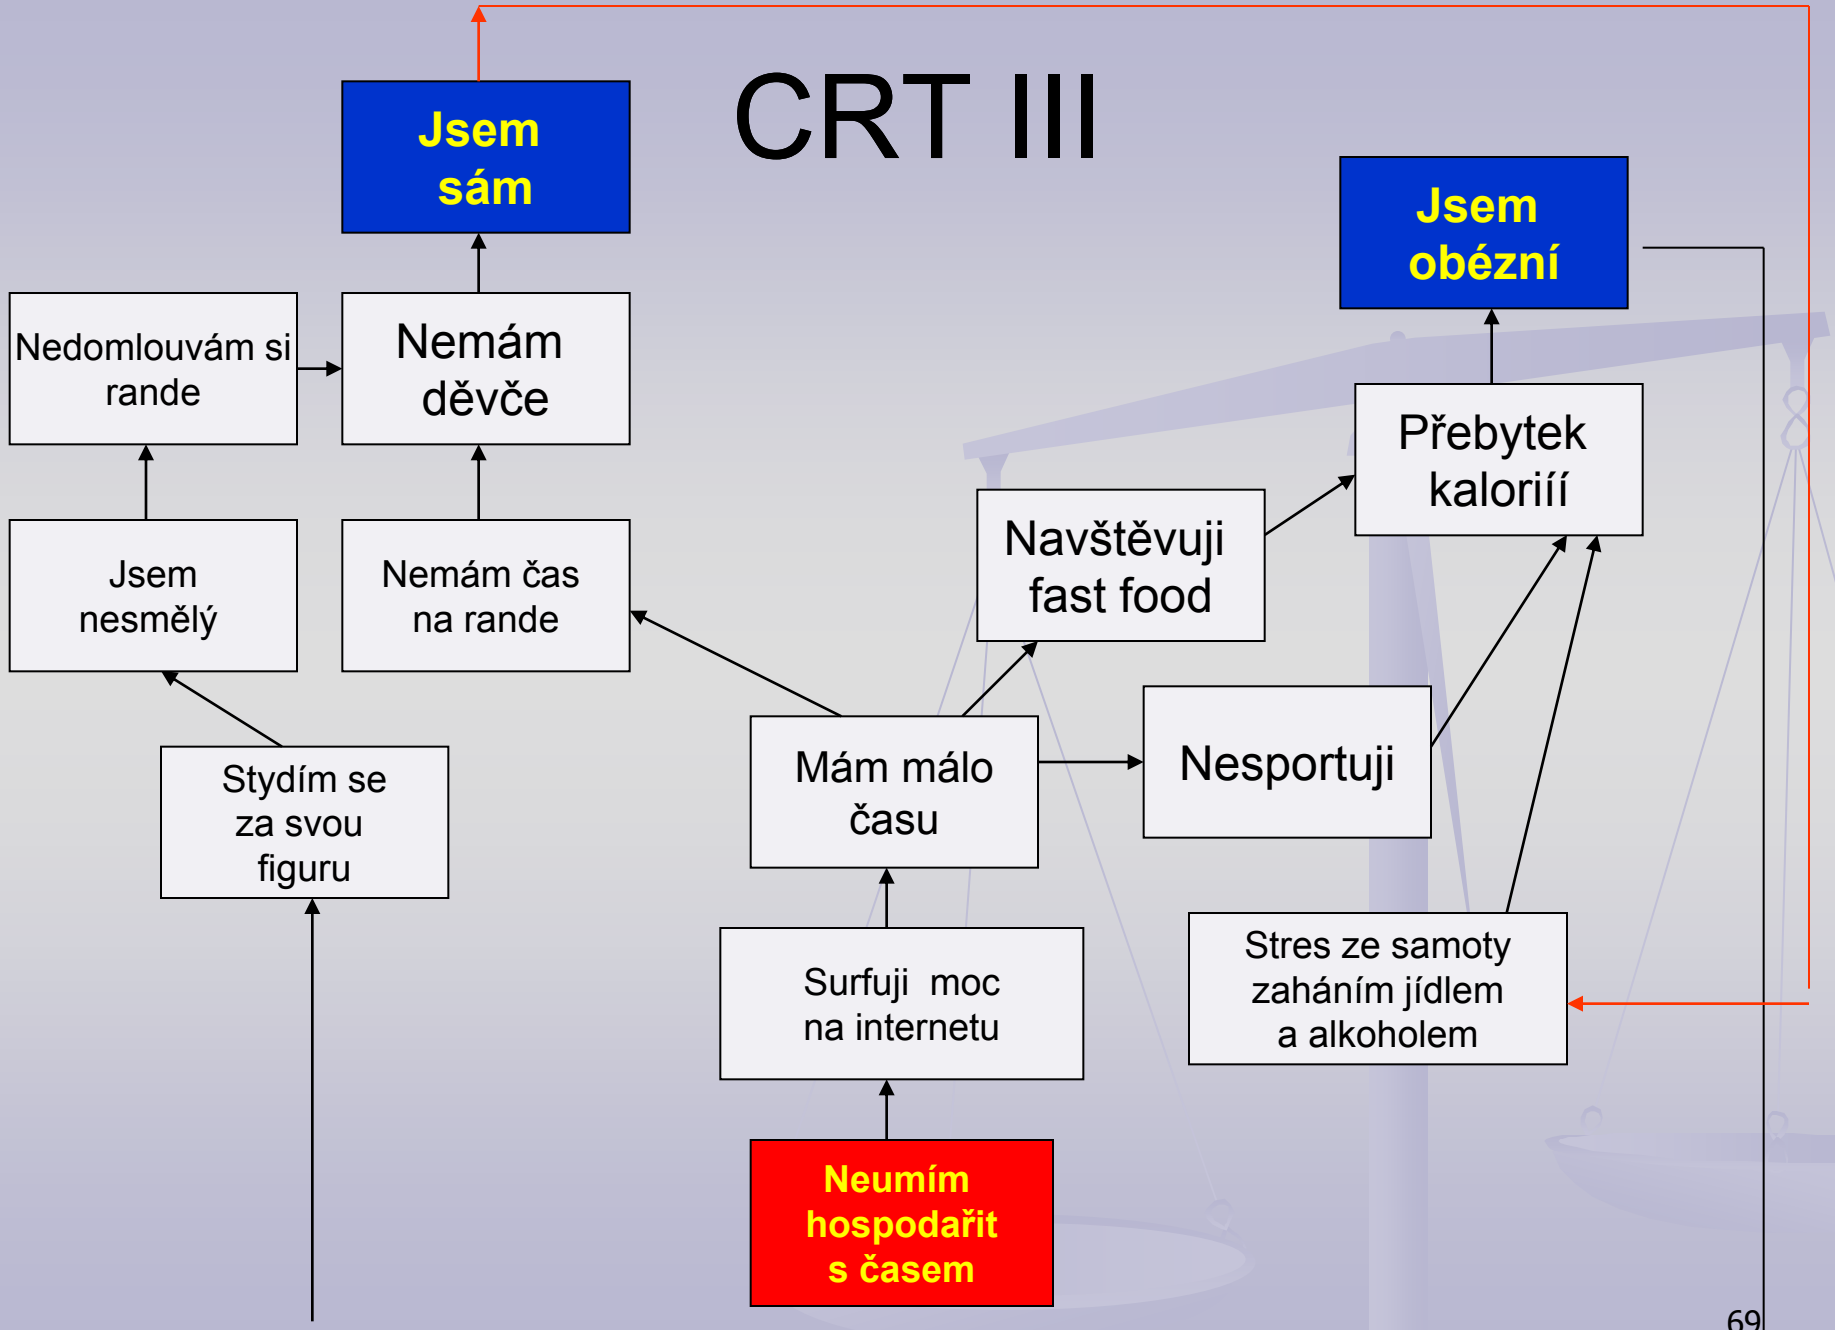 CRT III
Jsem
sám
Jsem
obézní
Nedomlouvám si
rande
Nemám
děvče
Přebytek
kaloriíí
Navštěvuji
fast food
Jsem
nesmělý
Nemám čas
na rande
Nesportuji
Mám málo
času
Stydím se
za svou
figuru
Stres ze samoty
zaháním jídlem
a alkoholem
Surfuji  moc
na internetu
Neumím
hospodařit
s časem
69